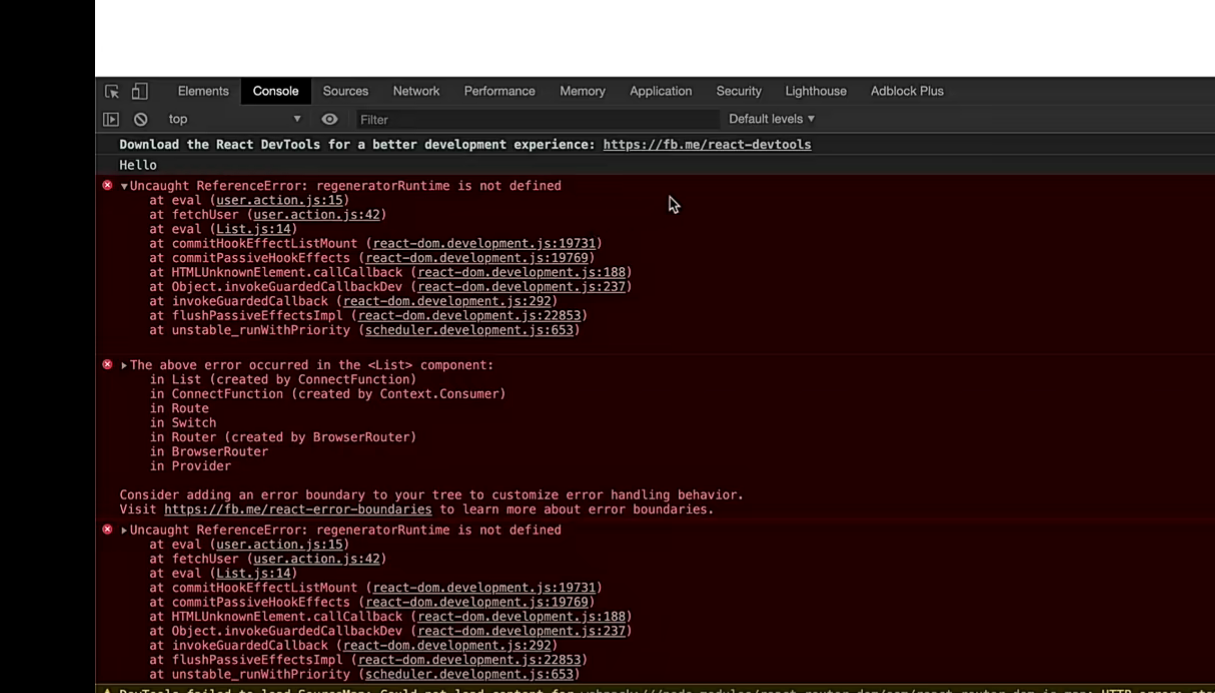 Elements Console Sources Network Performance Memory Application Security Lighthouse Adblock Plus
top Filter Default levels
Download the React DevTools for a better development experience: https://fb.me/react-devtools
Hello
Uncaught ReferenceError: regeneratorRuntime is not defined
at eval (user.action.js:15)
at fetchUser (user.action.js:42)
at eval (List.js:14)
at commitHookEffectListMount (react-dom.development.js:19731)
at commitPassiveHookEffects (react-dom.development.js:19769)
at HTMLUnknownElement.callCallback (react-dom.development.js:188)
at Object.invokeGuardedCallbackDev (react-dom.development.js:237)
at invokeGuardedCallback (react-dom.development.js:292)
at flushPassiveEffectsImpl (react-dom.development.js:22853)
at unstable_runWithPriority (scheduler.development.js:653)
The above error occurred in the <List> component:
in List (created by ConnectFunction)
in ConnectFunction (created by Context.Consumer)
in Route
in Switch
in Router (created by BrowserRouter)
in BrowserRouter
in Provider
Consider adding an error boundary to your tree to customize error handling behavior.
Visit https://fb.me/react-error-boundaries to learn more about error boundaries.
Uncaught ReferenceError: regeneratorRuntime is not defined
at eval (user.action.js:15)
at fetchUser (user.action.js:42)
at eval (List.js:14)
at commitHookEffectListMount (react-dom.development.js:19731)
at commitPassiveHookEffects (react-dom.development.js:19769)
at HTMLUnknownElement.callCallback (react-dom.development.js:188)
at Object.invokeGuardedCallbackDev (react-dom.development.js:237)
at invokeGuardedCallback (react-dom.development.js:292)
at flushPassiveEffectsImpl (react-dom.development.js:22853)
at unstable_runWithPriority (scheduler.development.js:653)
DevTools failed to load SourceMap: Could not load content for